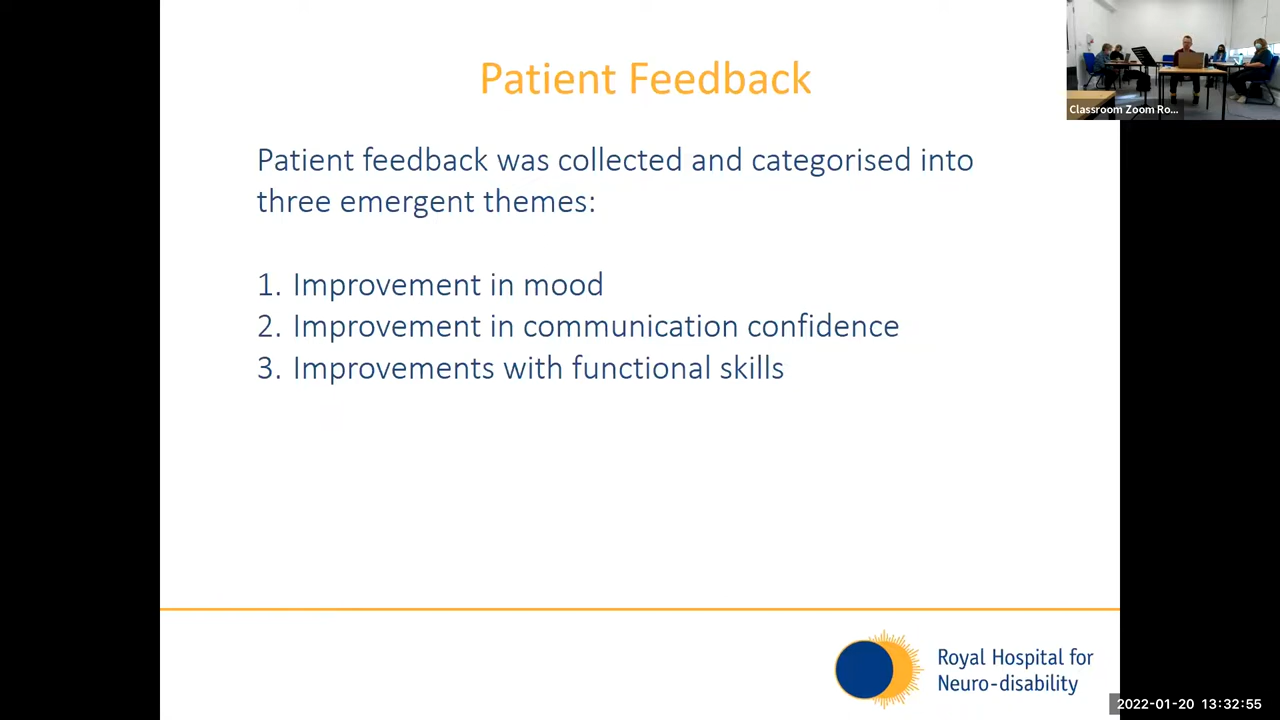 Patient Feedback
Patient feedback was collected and categorised into
three emergent themes:
1. Improvement in mood
2. Improvement in communication confidence
3. Improvements with functional skills
Classroom Zoom Ro...
Royal Hospital for
Neuro-disability
2022-01-20 13:32:55